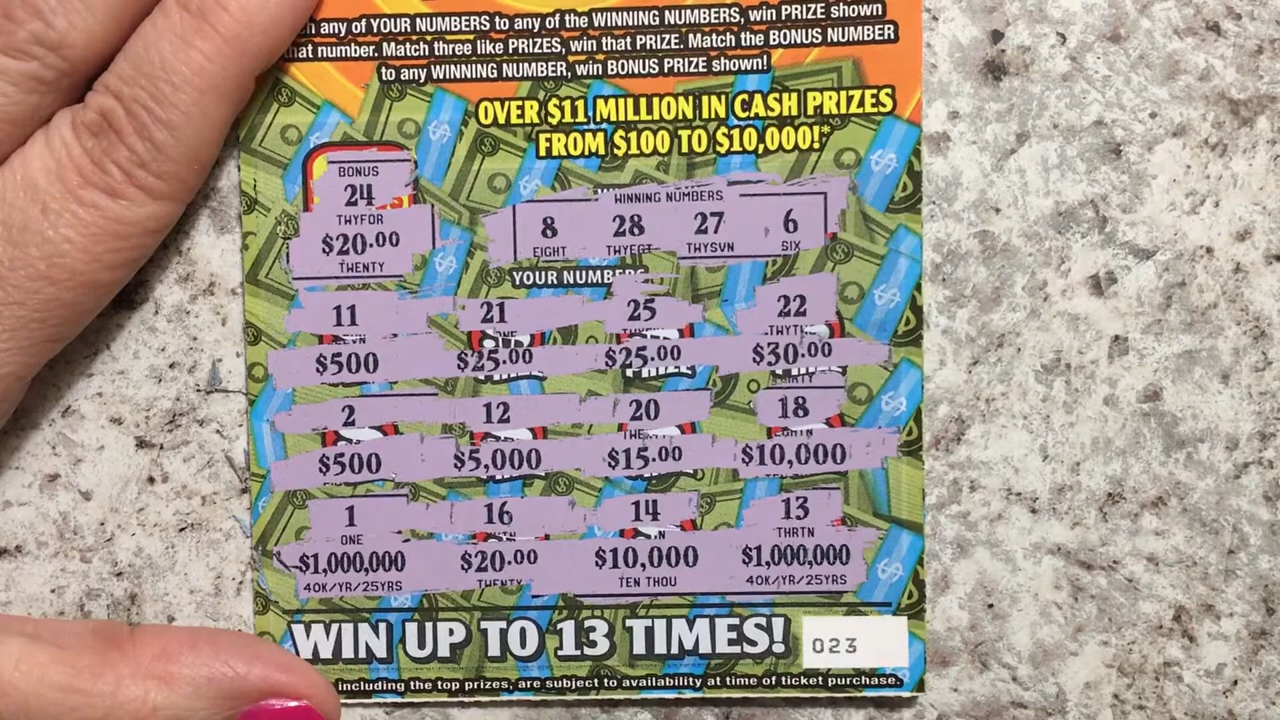 any of YOUR NUMBERS to any of the WINNING NUMBERS, win PRIZE shown
that number. Match three like PRIZES, win that PRIZE. Match the BONUS NUMBER
to any WINNING NUMBER, win BONUS PRIZE shown!
OVER $11 MILLION IN CASH PRIZES
FROM $100 TO $10,000!*
BONUS
24
TWYFOR
$20.00
TWENTY
WINNING NUMBERS
8 28 27 6
EIGHT TWYEGT TWYSVN SIX
YOUR NUMBERS
11 21 25 22
$500 $25.00 $25.00 $30.00
2 12 20 18
$500 $5,000 $15.00 $10,000
1 16 14 13
ONE THRTN
$1,000,000 $20.00 $10,000 $1,000,000
40K/YR/25YRS TWENTY TEN THOU 40K/YR/25YRS
WIN UP TO 13 TIMES!
023
including the top prizes, are subject to availability at time of ticket purchase.